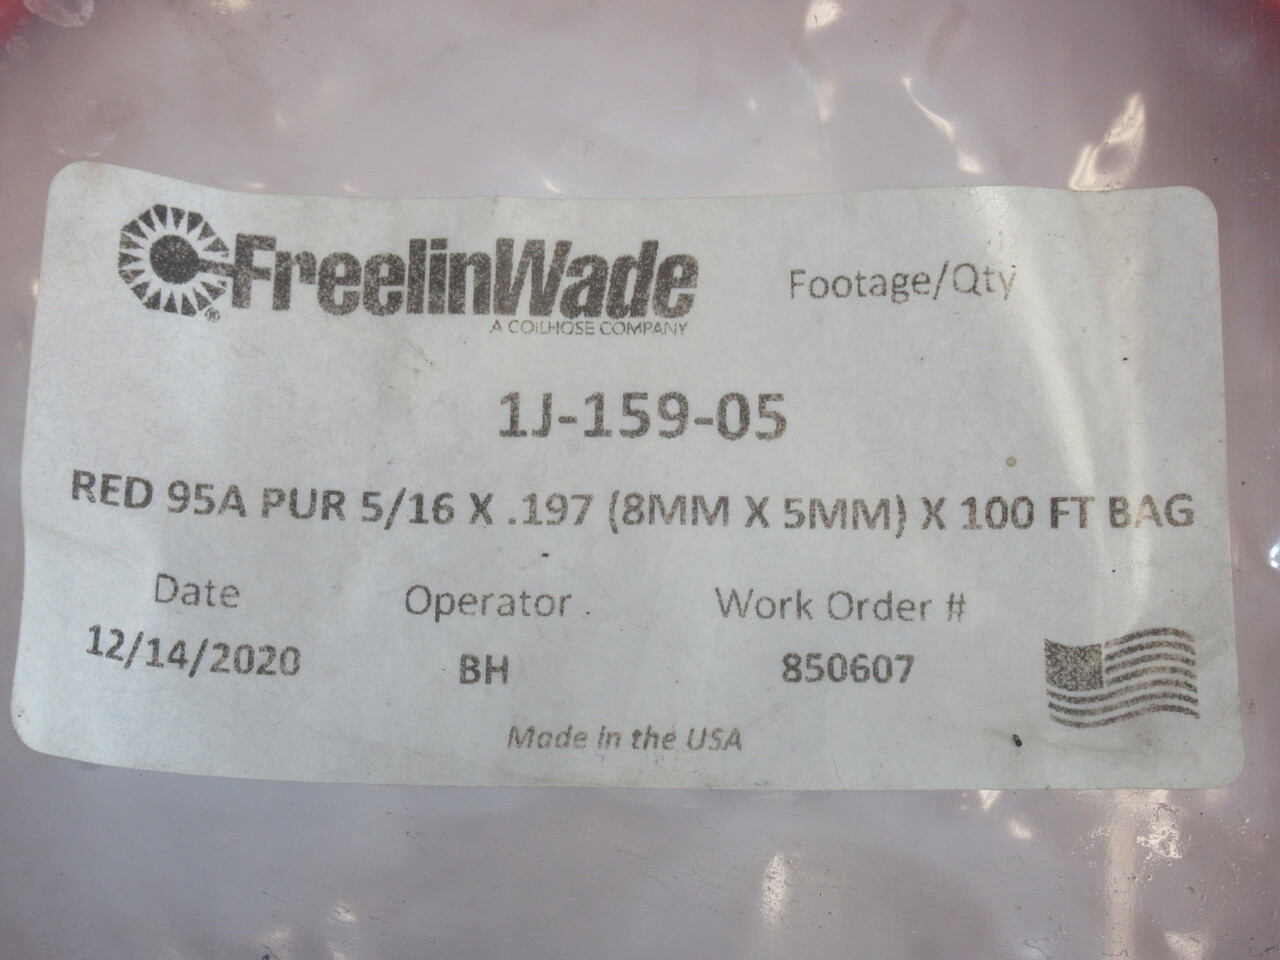 FreelinWade®
A COILHOSE COMPANY
Footage/Qty
1J-159-05
RED 95A PUR 5/16 X .197 (8MM X 5MM) X 100 FT BAG
Date Operator Work Order #
12/14/2020 BH 850607
Made in the USA